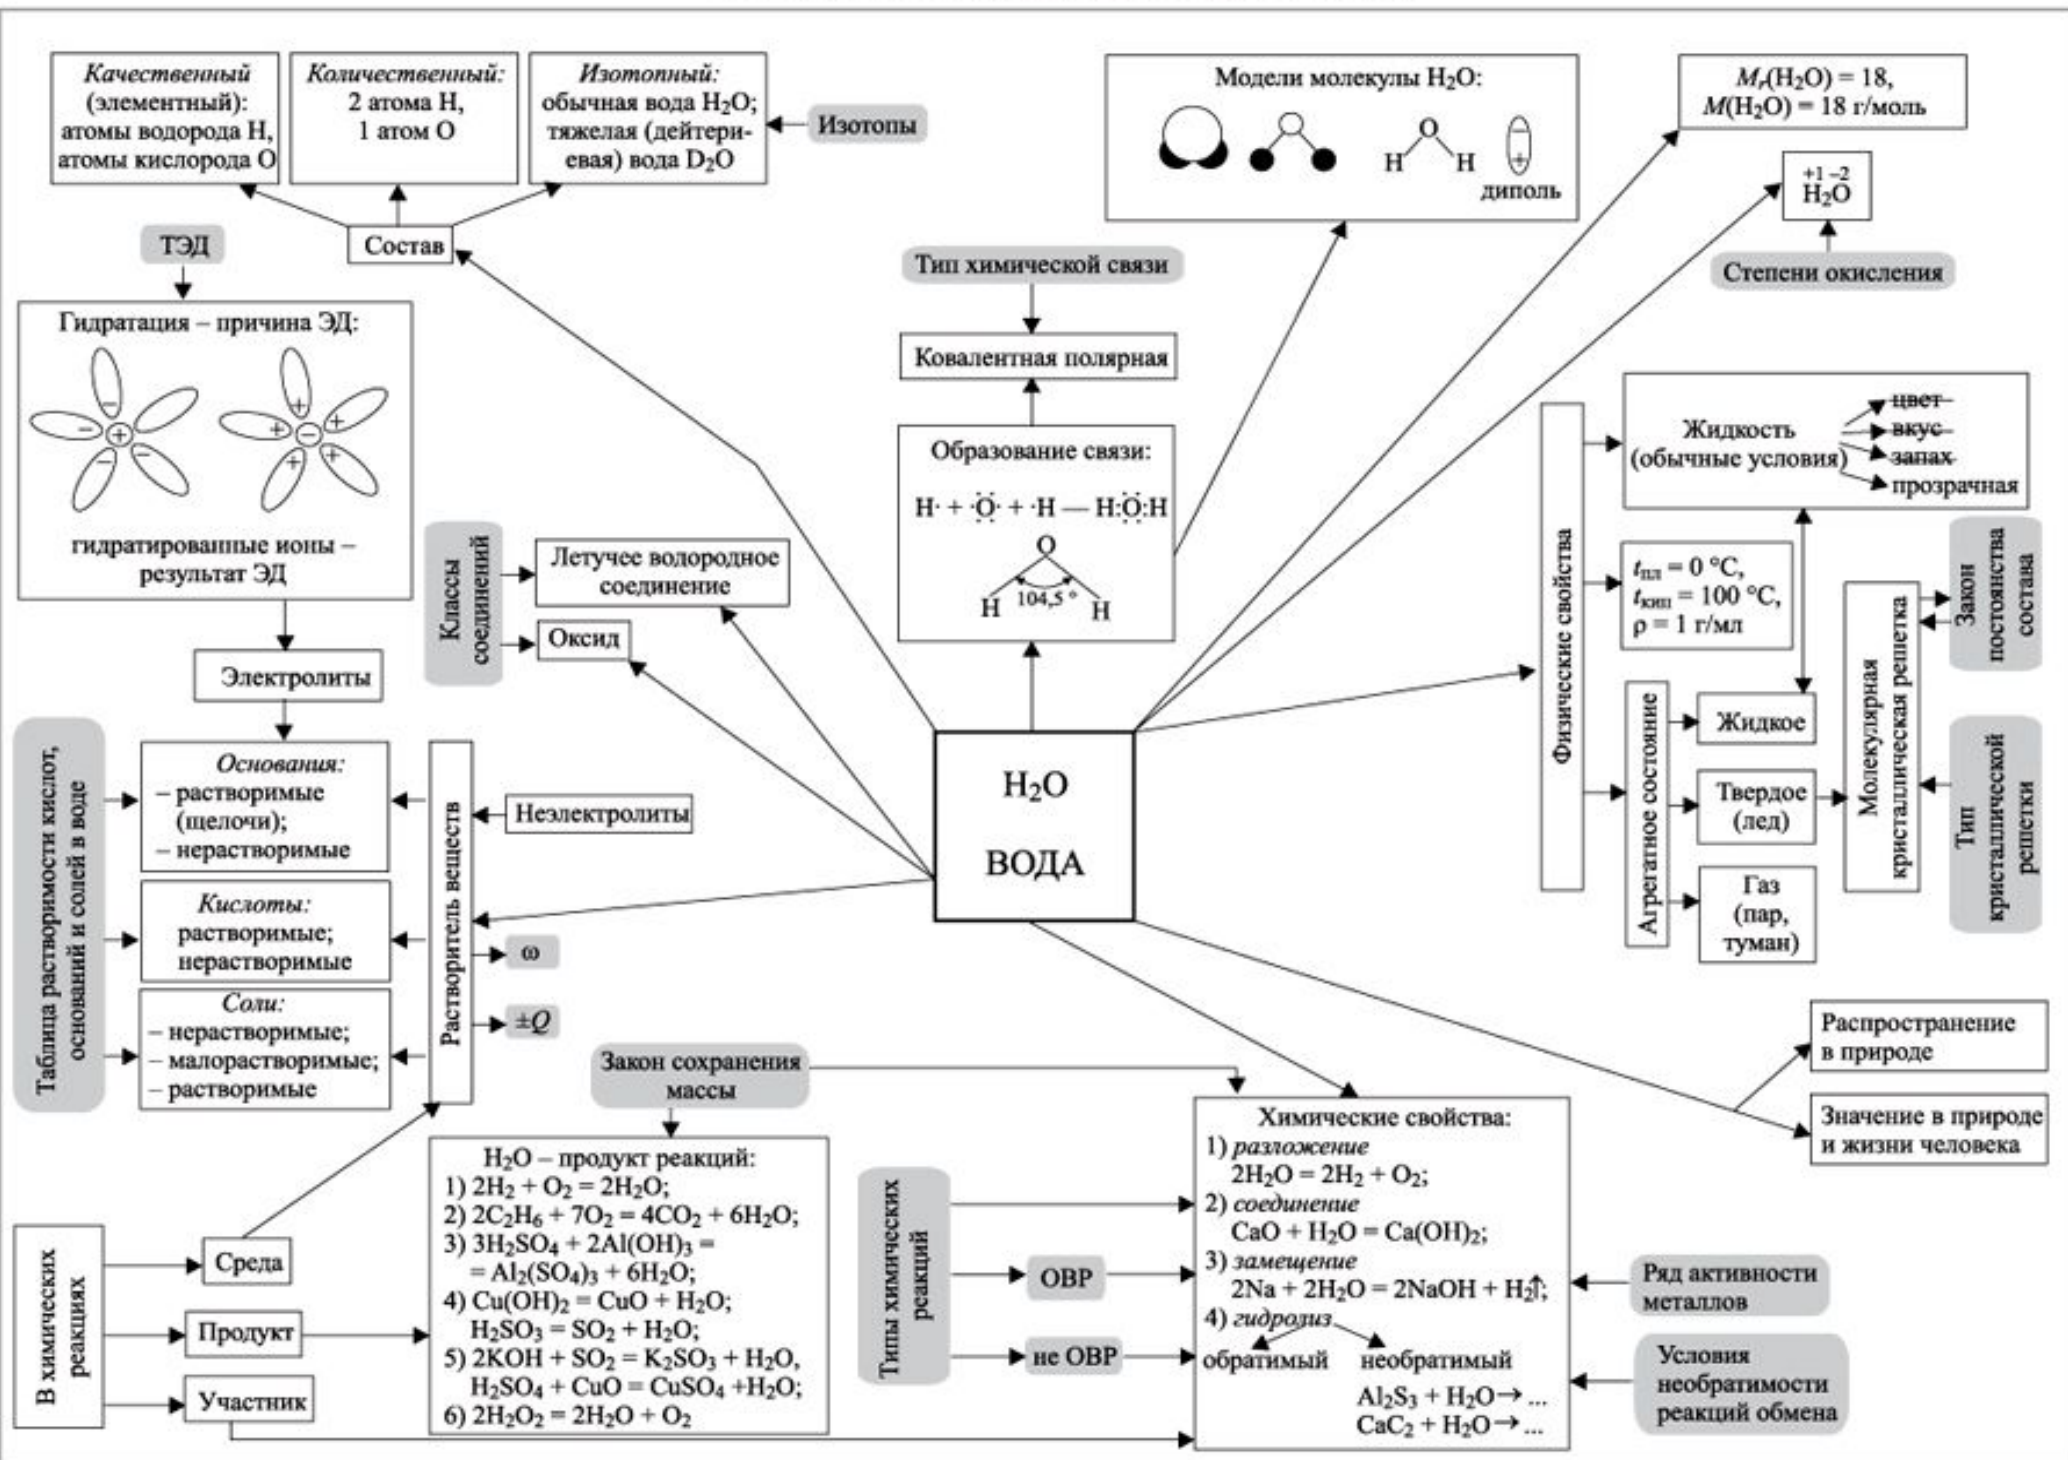 Качественный
(элементный):
атомы водорода H,
атомы кислорода O
Количественный:
2 атома H,
1 атом O
Изотопный:
обычная вода H₂O;
тяжелая (дейтери-
евая) вода D₂O
Изотопы
Состав
Модели молекулы H₂O:
O
H H
–
+
диполь
Mr(H₂O) = 18,
M(H₂O) = 18 г/моль
+1 –2
H₂O
Степени окисления
ТЭД
Гидратация – причина ЭД:
– – – – +
+ + + + + –
гидратированные ионы –
результат ЭД
Электролиты
Тип химической связи
Ковалентная полярная
Образование связи:
H· + ·Ö· + ·H — H:Ö:H
O
104,5 °
H H
Классы
соединений
Летучее водородное
соединение
Оксид
H₂O
ВОДА
Физические свойства
Жидкость
(обычные условия)
цвет
вкус
запах
прозрачная
tпл = 0 °C,
tкип = 100 °C,
ρ = 1 г/мл
Агрегатное состояние
Жидкое
Твердое
(лед)
Газ
(пар,
туман)
Молекулярная
кристаллическая решетка
Закон
постоянства
состава
Тип
кристаллической
решетки
Таблица растворимости кислот,
оснований и солей в воде
Основания:
– растворимые
(щелочи);
– нерастворимые
Кислоты:
растворимые;
нерастворимые
Соли:
– нерастворимые;
– малорастворимые;
– растворимые
Растворитель веществ
Неэлектролиты
ω
±Q
Закон сохранения
массы
Распространение
в природе
Значение в природе
и жизни человека
В химических
реакциях
Среда
Продукт
Участник
H₂O – продукт реакций:
1) 2H₂ + O₂ = 2H₂O;
2) 2C₂H₆ + 7O₂ = 4CO₂ + 6H₂O;
3) 3H₂SO₄ + 2Al(OH)₃ =
= Al₂(SO₄)₃ + 6H₂O;
4) Cu(OH)₂ = CuO + H₂O;
H₂SO₃ = SO₂ + H₂O;
5) 2KOH + SO₂ = K₂SO₃ + H₂O,
H₂SO₄ + CuO = CuSO₄ +H₂O;
6) 2H₂O₂ = 2H₂O + O₂
Типы химических
реакций
ОВР
не ОВР
Химические свойства:
1) разложение
2H₂O = 2H₂ + O₂;
2) соединение
CaO + H₂O = Ca(OH)₂;
3) замещение
2Na + 2H₂O = 2NaOH + H₂↑;
4) гидролиз
обратимый необратимый
Al₂S₃ + H₂O → ...
CaC₂ + H₂O → ...
Ряд активности
металлов
Условия
необратимости
реакций обмена